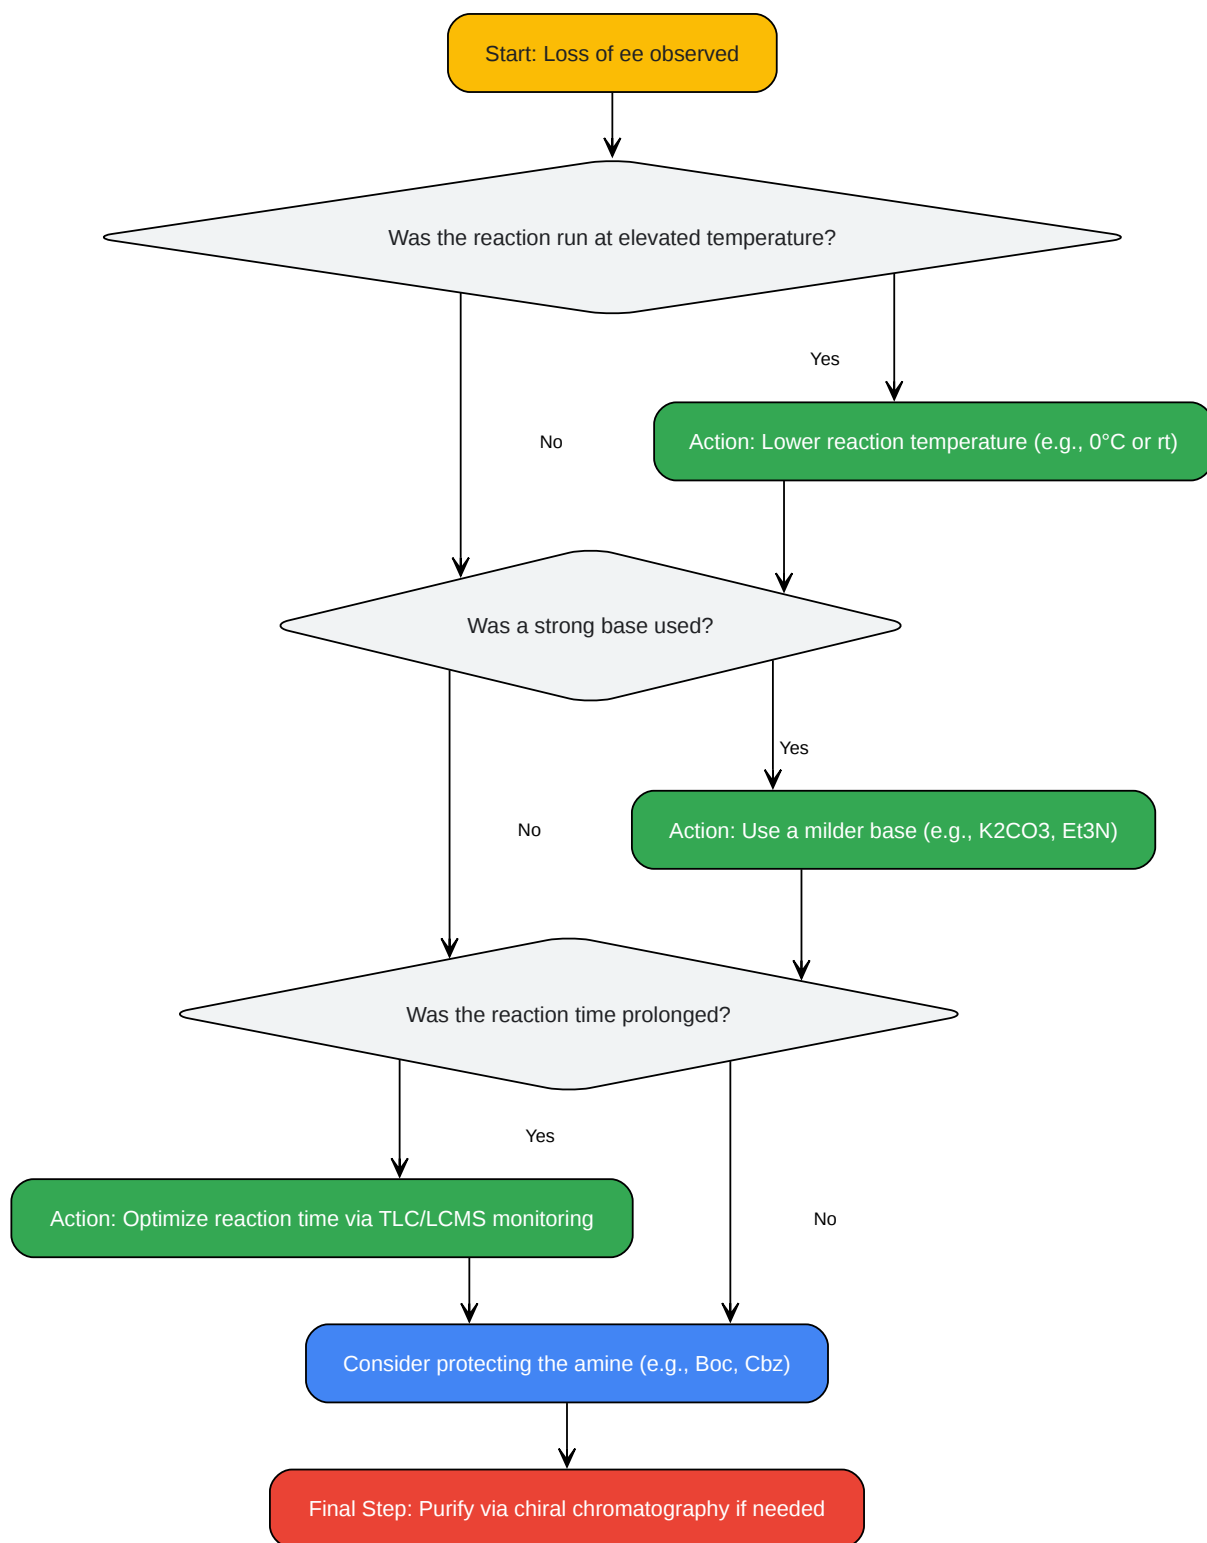 Start: Loss of ee observed
Was the reaction run at elevated temperature?
Yes
Action: Lower reaction temperature (e.g., 0°C or rt)
No
Was a strong base used?
Yes
Action: Use a milder base (e.g., K2CO3, Et3N)
No
Was the reaction time prolonged?
Yes
Action: Optimize reaction time via TLC/LCMS monitoring
No
Consider protecting the amine (e.g., Boc, Cbz)
Final Step: Purify via chiral chromatography if needed